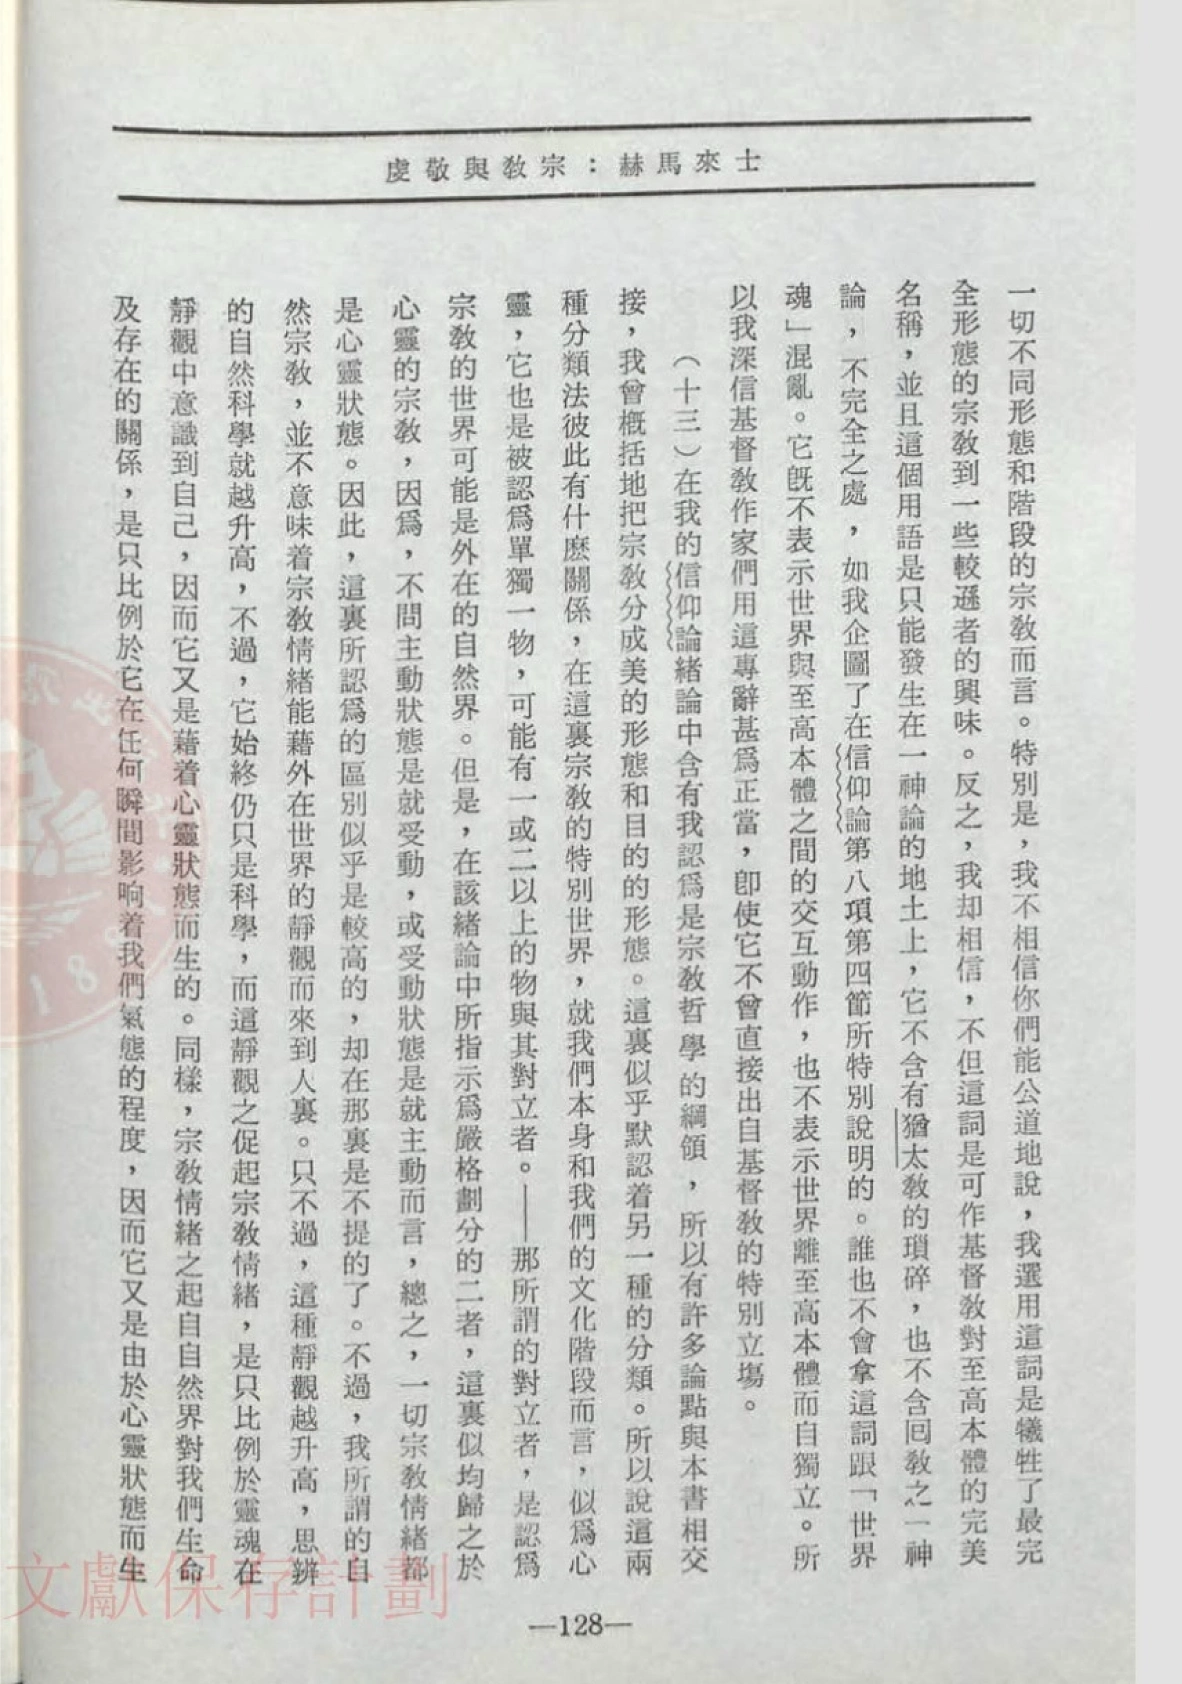 士來馬赫：宗教與敬虔
一切不同形態和階段的宗教而言。特別是，我不相信你們能公道地說，我選用這詞是犧牲了最完
全形態的宗教到一些較遜者的興味。反之，我却相信，不但這詞是可作基督教對至高本體的完美
名稱，並且這個用語是只能發生在一神論的地土上，它不含有猶太教的瑣碎，也不含回教之一神
論，不完全之處，如我企圖了在信仰論第八項第四節所特別說明的。誰也不會拿這詞跟「世界
魂」混亂。它旣不表示世界與至高本體之間的交互動作，也不表示世界離至高本體而自獨立。所
以我深信基督教作家們用這專辭甚爲正當，卽使它不曾直接出自基督教的特別立塲。
（十三）在我的信仰論緒論中含有我認爲是宗教哲學的綱領，所以有許多論點與本書相交
接，我曾概括地把宗教分成美的形態和目的的形態。這裏似乎默認着另一種的分類。所以說這兩
種分類法彼此有什麽關係，在這裏宗教的特別世界，就我們本身和我們的文化階段而言，似爲心
靈，它也是被認爲單獨一物，可能有一或二以上的物與其對立者。——那所謂的對立者，是認爲
宗教的世界可能是外在的自然界。但是，在該緒論中所指示爲嚴格劃分的二者，這裏似均歸之於
心靈的宗教，因爲，不問主動狀態是就受動，或受動狀態是就主動而言，總之，一切宗教情緒都
是心靈狀態。因此，這裏所認爲的區別似乎是較高的，却在那裏是不提的了。不過，我所謂的自
然宗教，並不意味着宗教情緒能藉外在世界的靜觀而來到人裏。只不過，這種靜觀越升高，思辨
的自然科學就越升高，不過，它始終仍只是科學，而這靜觀之促起宗教情緒，是只比例於靈魂在
靜觀中意識到自己，因而它又是藉着心靈狀態而生的。同樣，宗教情緒之起自自然界對我們生命
及存在的關係，是只比例於它在任何瞬間影响着我們氣態的程度，因而它又是由於心靈狀態而生
—128—
文獻保存計劃
18